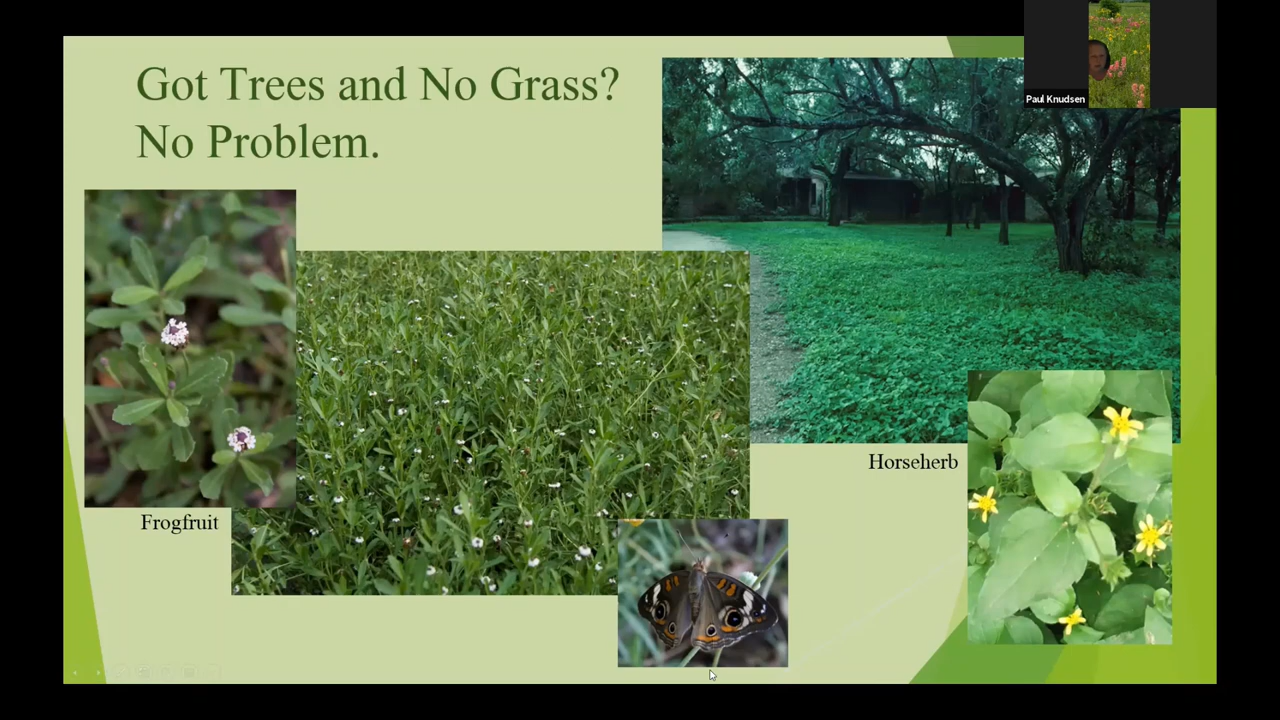 Got Trees and No Grass?
No Problem.
Paul Knudsen
Horseherb
Frogfruit